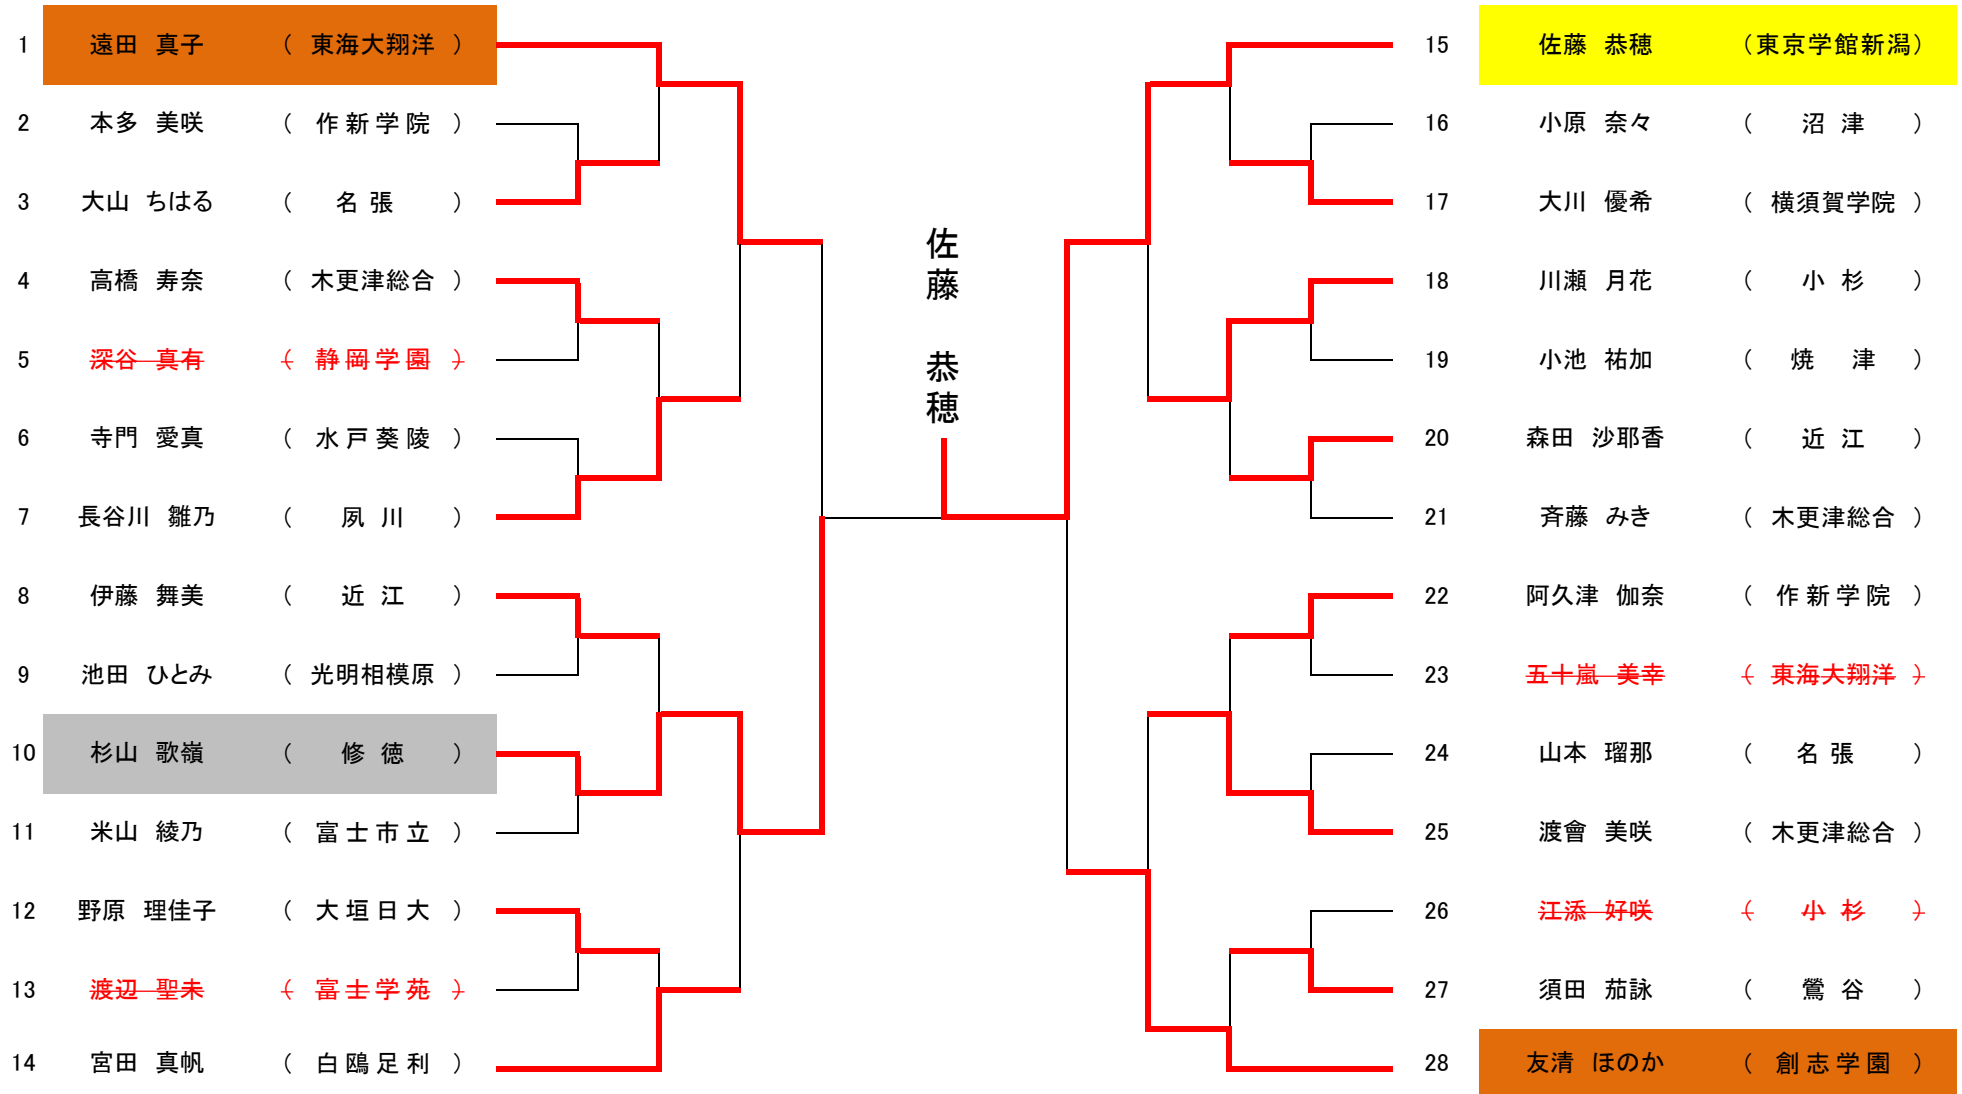 1 遠田 真子 ( 東海大翔洋 )
2 本多 美咲 ( 作新学院 )
3 大山 ちはる ( 名張 )
4 高橋 寿奈 ( 木更津総合 )
5 深谷 真有 ( 静岡学園 )
6 寺門 愛真 ( 水戸葵陵 )
7 長谷川 雛乃 ( 夙川 )
8 伊藤 舞美 ( 近江 )
9 池田 ひとみ ( 光明相模原 )
10 杉山 歌嶺 ( 修徳 )
11 米山 綾乃 ( 富士市立 )
12 野原 理佳子 ( 大垣日大 )
13 渡辺 聖未 ( 富士学苑 )
14 宮田 真帆 ( 白鴎足利 )
佐藤 恭穂
15 佐藤 恭穂 (東京学館新潟)
16 小原 奈々 ( 沼津 )
17 大川 優希 ( 横須賀学院 )
18 川瀬 月花 ( 小杉 )
19 小池 祐加 ( 焼津 )
20 森田 沙耶香 ( 近江 )
21 斉藤 みき ( 木更津総合 )
22 阿久津 伽奈 ( 作新学院 )
23 五十嵐 美幸 ( 東海大翔洋 )
24 山本 瑠那 ( 名張 )
25 渡會 美咲 ( 木更津総合 )
26 江添 好咲 ( 小杉 )
27 須田 茄詠 ( 鶯谷 )
28 友清 ほのか ( 創志学園 )